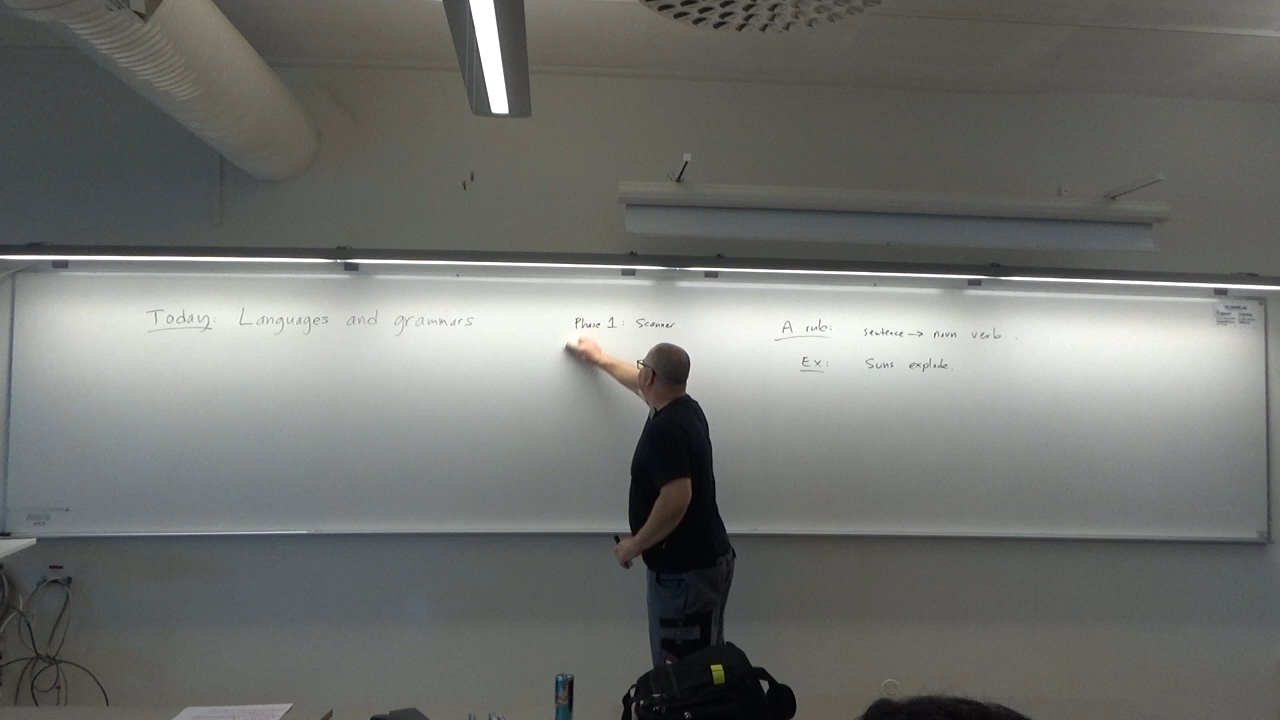 Today: Languages and grammars
Phase 1: Scanner
A rule: sentence → noun verb.
Ex: Suns explode.